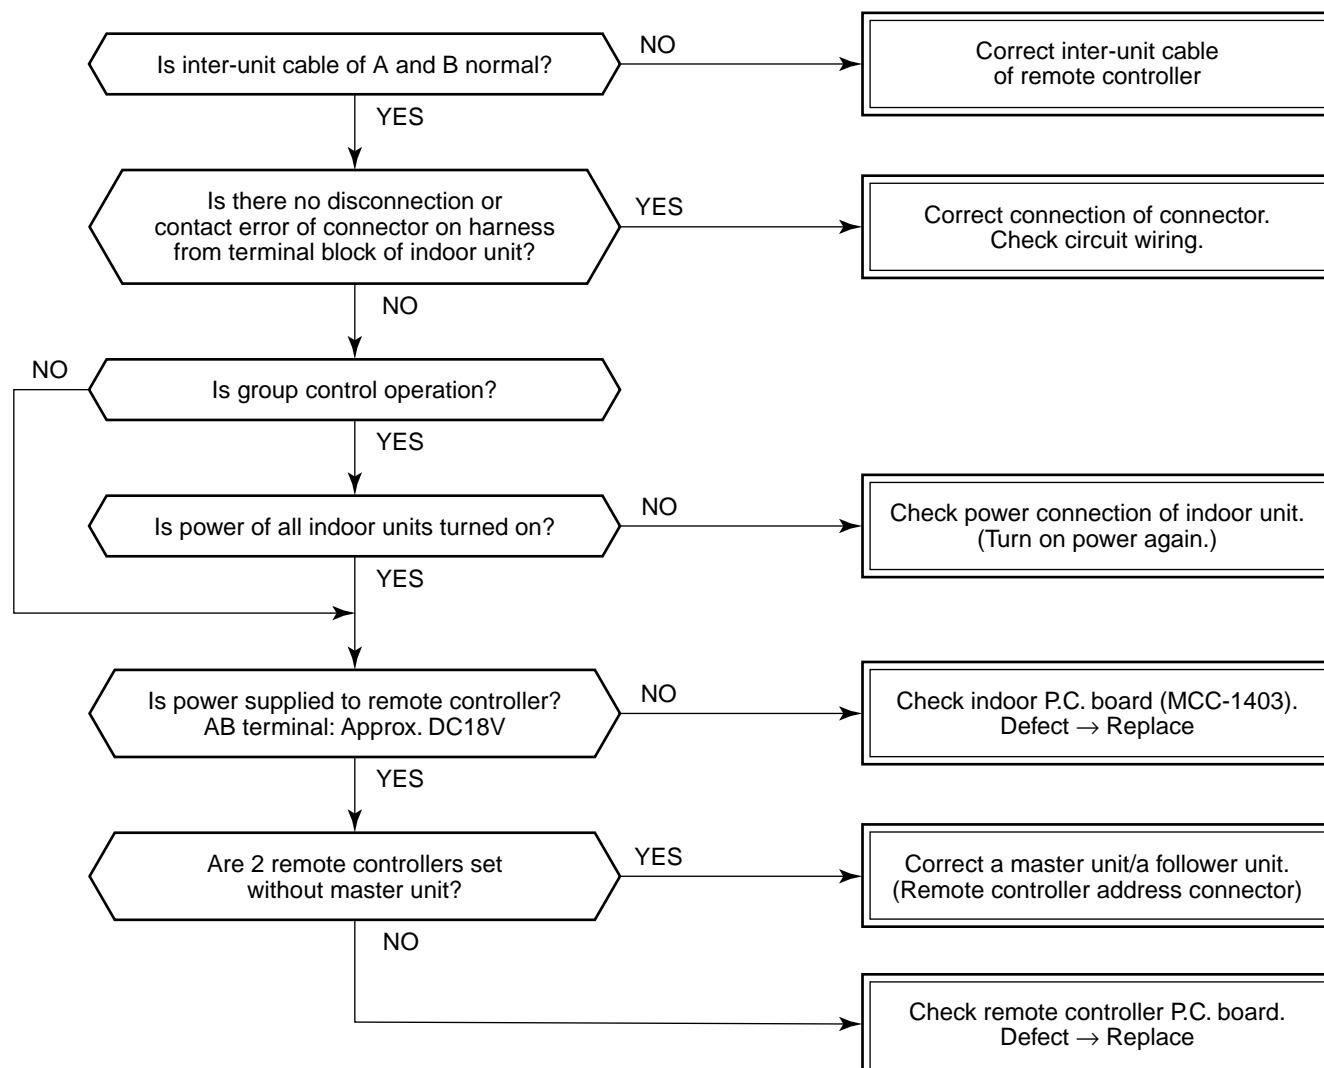 Is inter-unit cable of A and B normal?
NO
Correct inter-unit cable
of remote controller
YES
Is there no disconnection or
contact error of connector on harness
from terminal block of indoor unit?
YES
Correct connection of connector.
Check circuit wiring.
NO
NO
Is group control operation?
YES
Is power of all indoor units turned on?
NO
Check power connection of indoor unit.
(Turn on power again.)
YES
Is power supplied to remote controller?
AB terminal: Approx. DC18V
NO
Check indoor P.C. board (MCC-1403).
Defect → Replace
YES
Are 2 remote controllers set
without master unit?
YES
Correct a master unit/a follower unit.
(Remote controller address connector)
NO
Check remote controller P.C. board.
Defect → Replace